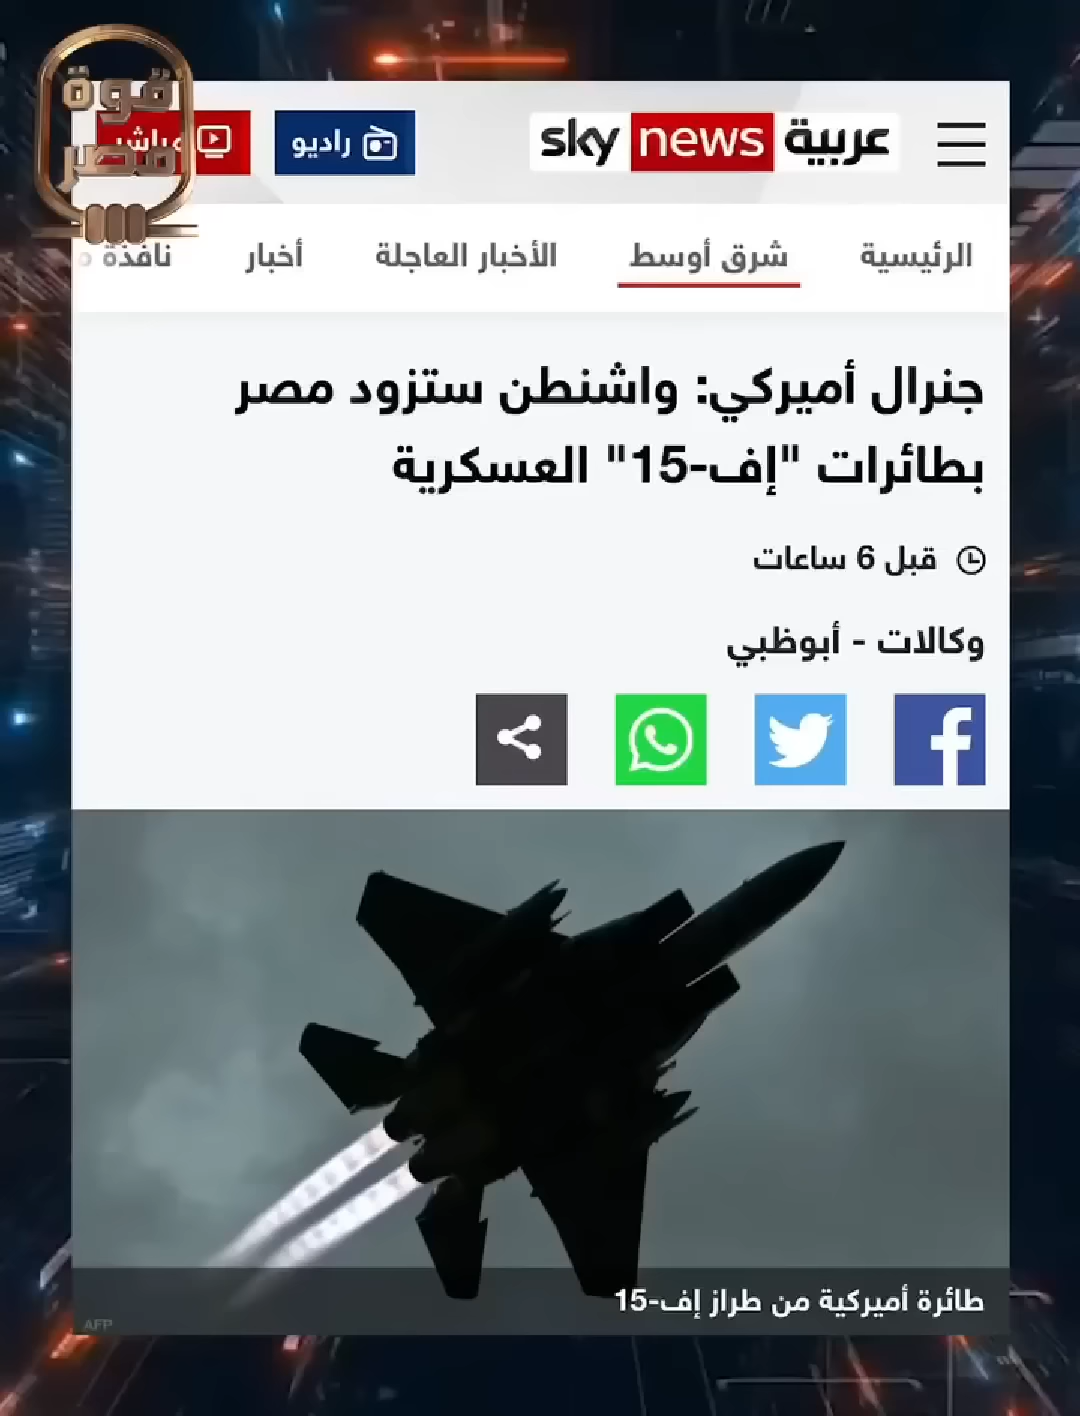 قوة
مصر
مباشر
راديو
sky news عربية
الرئيسية
شرق أوسط
الأخبار العاجلة
أخبار
نافذة
جنرال أميركي: واشنطن ستزود مصر
بطائرات "إف-15" العسكرية
قبل 6 ساعات
وكالات - أبوظبي
طائرة أميركية من طراز إف-15
AFP